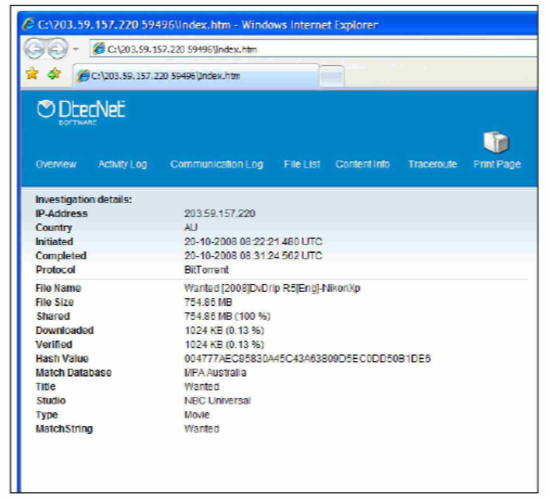 C:\203.59.157.220 59496\Index.htm - Windows Internet Explorer
C:\203.59.157.220 59496\Index.htm
C:\203.59.157.220 59496\Index.htm
DtecNet
SOFTWARE
Overview Activity Log Communication Log File List Content Info Traceroute Print Page
Investigation details:
IP-Address 203.59.157.220
Country AU
Initiated 20-10-2008 08:22:21.480 UTC
Completed 20-10-2008 08:31:24.562 UTC
Protocol BitTorrent
File Name Wanted [2008]DvDrip R5[Eng]-NikonXp
File Size 754.86 MB
Shared 754.86 MB (100 %)
Downloaded 1024 KB (0.13 %)
Verified 1024 KB (0.13 %)
Hash Value 004777AEC95830A45C43A63809D5EC0DD50B1DE6
Match Database MPA Australia
Title Wanted
Studio NBC Universal
Type Movie
MatchString Wanted